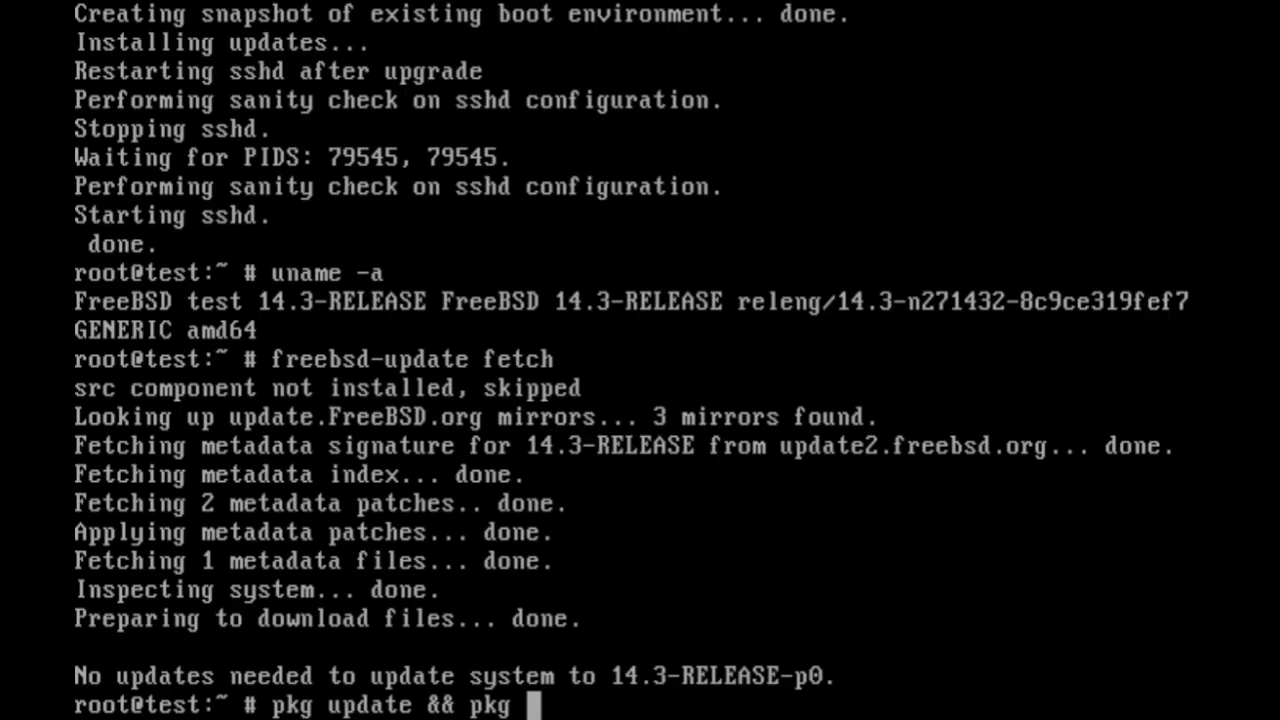 Creating snapshot of existing boot environment... done.
Installing updates...
Restarting sshd after upgrade
Performing sanity check on sshd configuration.
Stopping sshd.
Waiting for PIDS: 79545, 79545.
Performing sanity check on sshd configuration.
Starting sshd.
 done.
root@test:~ # uname -a
FreeBSD test 14.3-RELEASE FreeBSD 14.3-RELEASE releng/14.3-n271432-8c9ce319fef7
GENERIC amd64
root@test:~ # freebsd-update fetch
src component not installed, skipped
Looking up update.FreeBSD.org mirrors... 3 mirrors found.
Fetching metadata signature for 14.3-RELEASE from update2.freebsd.org... done.
Fetching metadata index... done.
Fetching 2 metadata patches.. done.
Applying metadata patches... done.
Fetching 1 metadata files... done.
Inspecting system... done.
Preparing to download files... done.

No updates needed to update system to 14.3-RELEASE-p0.
root@test:~ # pkg update && pkg